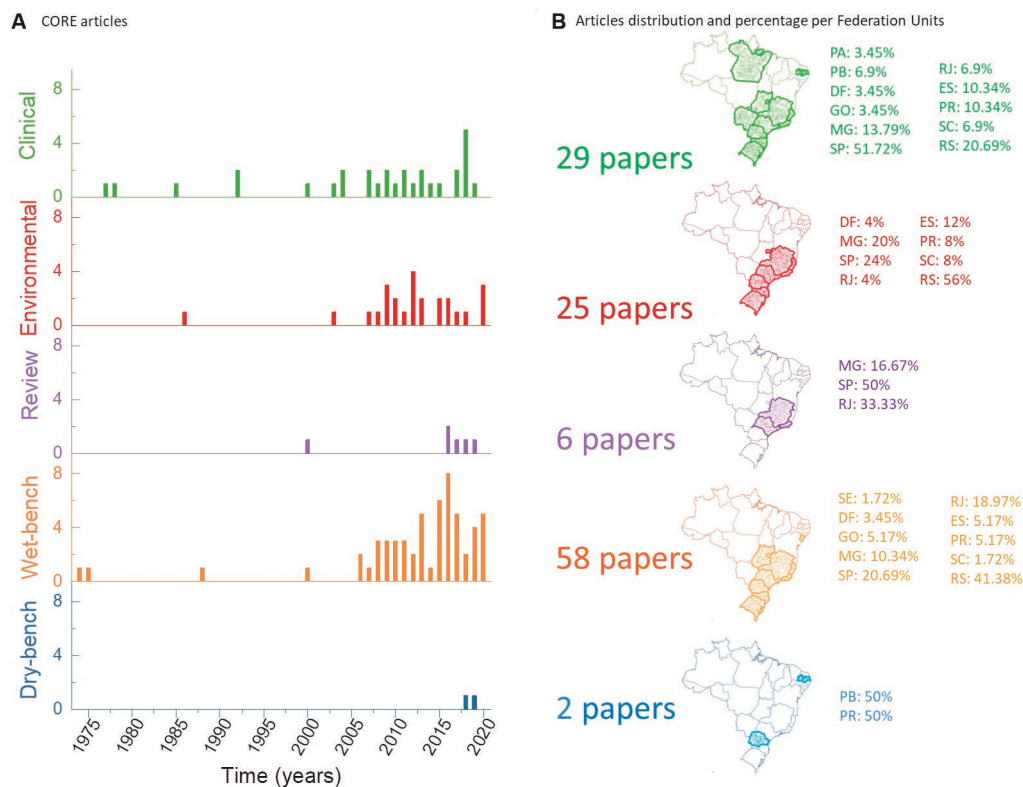 A CORE articles
B Articles distribution and percentage per Federation Units
Clinical
8
4
0
Environmental
8
4
0
Review
8
4
0
Wet-bench
8
4
0
Dry-bench
8
4
0
1975 1980 1985 1990 1995 2000 2005 2010 2015 2020
Time (years)
29 papers
PA: 3.45%
PB: 6.9%
DF: 3.45%
GO: 3.45%
MG: 13.79%
SP: 51.72%
RJ: 6.9%
ES: 10.34%
PR: 10.34%
SC: 6.9%
RS: 20.69%
25 papers
DF: 4%
MG: 20%
SP: 24%
RJ: 4%
ES: 12%
PR: 8%
SC: 8%
RS: 56%
6 papers
MG: 16.67%
SP: 50%
RJ: 33.33%
58 papers
SE: 1.72%
DF: 3.45%
GO: 5.17%
MG: 10.34%
SP: 20.69%
RJ: 18.97%
ES: 5.17%
PR: 5.17%
SC: 1.72%
RS: 41.38%
2 papers
PB: 50%
PR: 50%